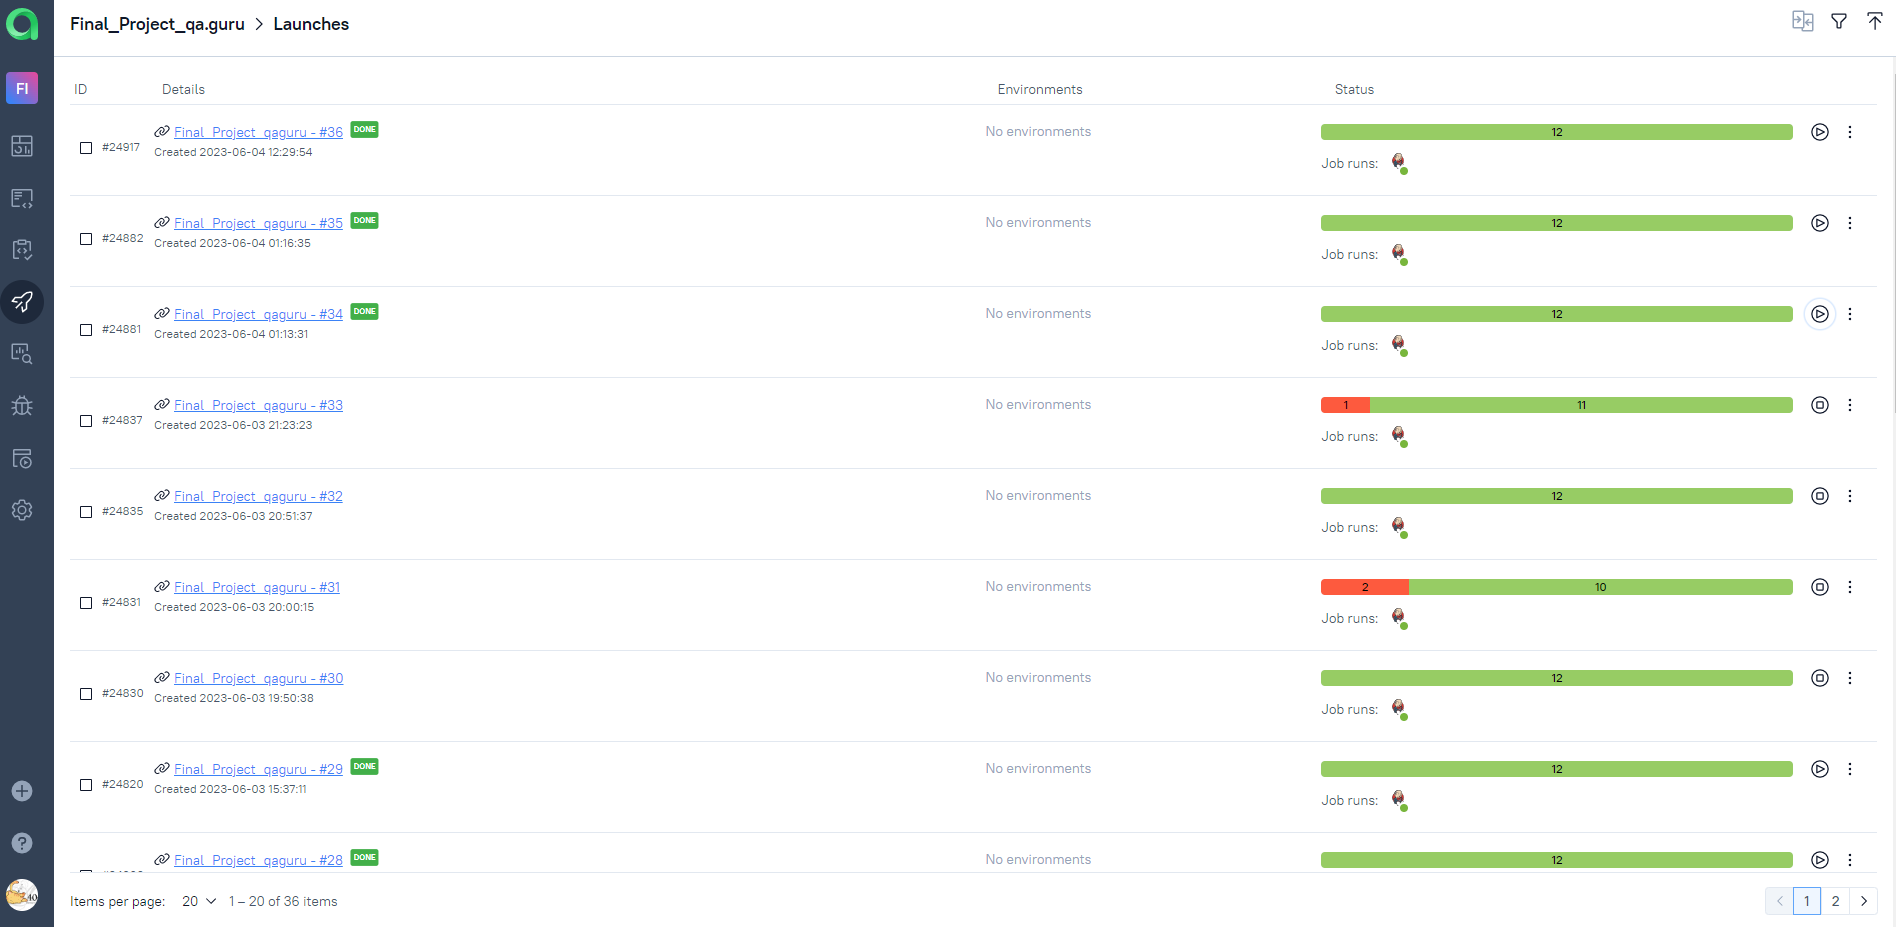 Final_Project_qa.guru > Launches
FI
ID Details Environments Status
Final_Project_qaguru - #36 DONE No environments 12
#24917 Created 2023-06-04 12:29:54
Job runs:
Final_Project_qaguru - #35 DONE No environments 12
#24882 Created 2023-06-04 01:16:35
Job runs:
Final_Project_qaguru - #34 DONE No environments 12
#24881 Created 2023-06-04 01:13:31
Job runs:
Final_Project_qaguru - #33 No environments 1 11
#24837 Created 2023-06-03 21:23:23
Job runs:
Final_Project_qaguru - #32 No environments 12
#24835 Created 2023-06-03 20:51:37
Job runs:
Final_Project_qaguru - #31 No environments 2 10
#24831 Created 2023-06-03 20:00:15
Job runs:
Final_Project_qaguru - #30 No environments 12
#24830 Created 2023-06-03 19:50:38
Job runs:
Final_Project_qaguru - #29 DONE No environments 12
#24820 Created 2023-06-03 15:37:11
Job runs:
Final_Project_qaguru - #28 DONE No environments 12
Items per page: 20 1 – 20 of 36 items 1 2